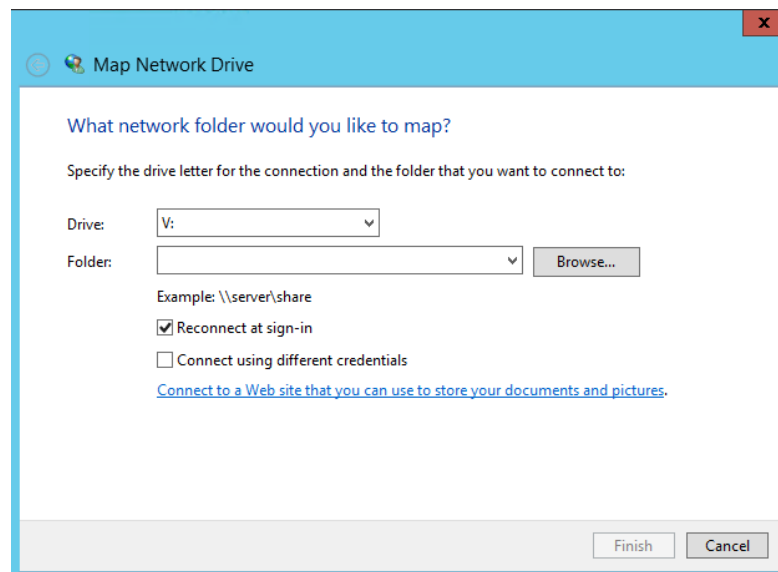 x
Map Network Drive
What network folder would you like to map?
Specify the drive letter for the connection and the folder that you want to connect to:
Drive: V:
Folder: Browse...
Example: \\server\share
Reconnect at sign-in
Connect using different credentials
Connect to a Web site that you can use to store your documents and pictures.
Finish Cancel